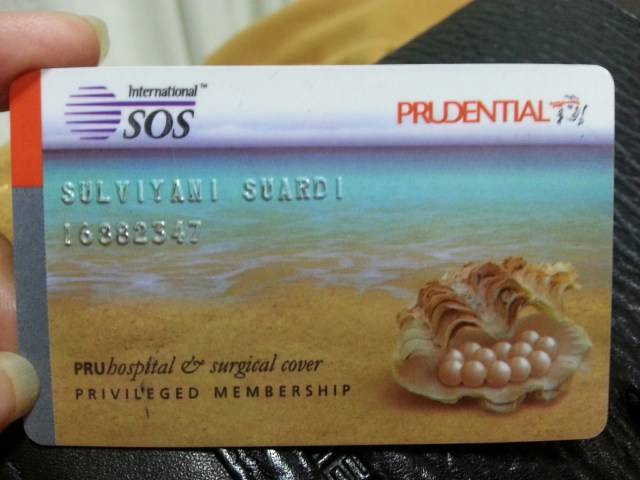 International™
SOS
PRUDENTIAL
SULVIYANI SUARDI
16382347
PRUhospital & surgical cover
PRIVILEGED MEMBERSHIP